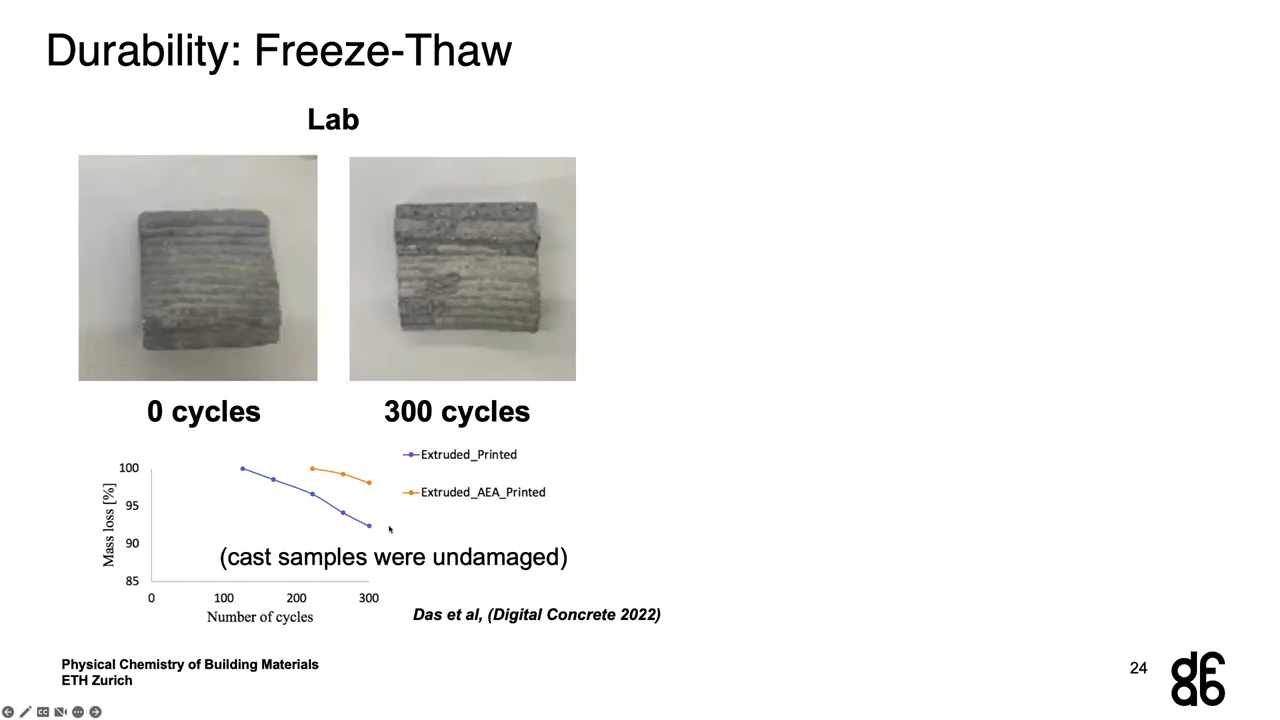 Durability: Freeze-Thaw
Lab
0 cycles
300 cycles
Extruded_Printed
Extruded_AEA_Printed
Mass loss [%]
100
95
90
85
(cast samples were undamaged)
0
100
200
300
Number of cycles
Das et al, (Digital Concrete 2022)
Physical Chemistry of Building Materials
ETH Zurich
24
dfab
CC